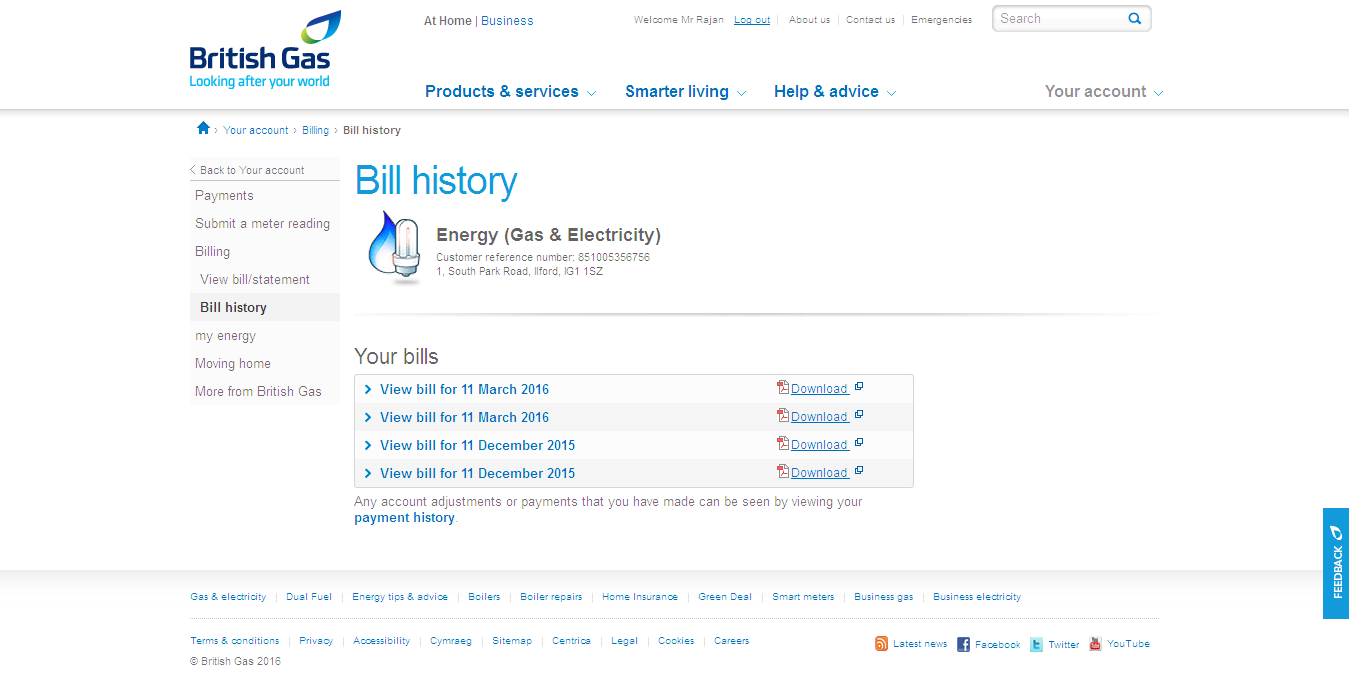 British Gas
Looking after your world
At Home | Business
Welcome Mr Rajan Log out About us Contact us Emergencies Search
Products & services Smarter living Help & advice Your account
Your account › Billing › Bill history
Back to Your account
Payments
Submit a meter reading
Billing
View bill/statement
Bill history
my energy
Moving home
More from British Gas
Bill history
Energy (Gas & Electricity)
Customer reference number: 851005356756
1, South Park Road, Ilford, IG1 1SZ
Your bills
View bill for 11 March 2016 Download
View bill for 11 March 2016 Download
View bill for 11 December 2015 Download
View bill for 11 December 2015 Download
Any account adjustments or payments that you have made can be seen by viewing your
payment history.
FEEDBACK
Gas & electricity Dual Fuel Energy tips & advice Boilers Boiler repairs Home Insurance Green Deal Smart meters Business gas Business electricity
Terms & conditions Privacy Accessibility Cymraeg Sitemap Centrica Legal Cookies Careers
Latest news Facebook Twitter YouTube
© British Gas 2016